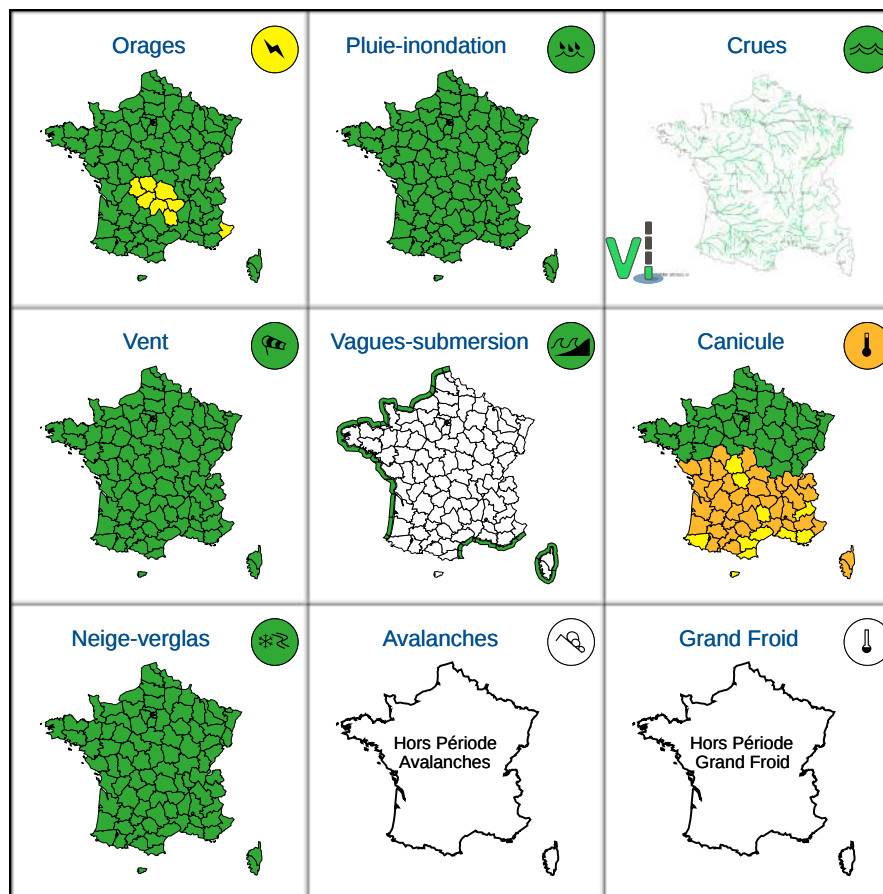 Orages
Pluie-inondation
Crues
Vent
Vagues-submersion
Canicule
Neige-verglas
Avalanches
Grand Froid
Hors Période
Avalanches
Hors Période
Grand Froid